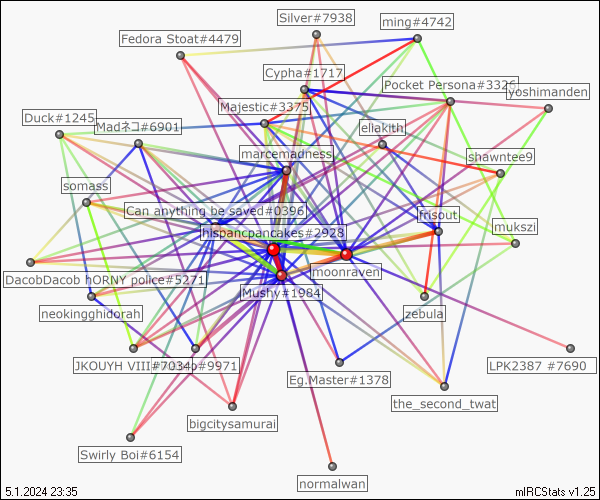 Silver#7938
ming#4742
Fedora Stoat#4479
Cypha#1717
Pocket Persona#3326
yoshimanden
Majestic#3375
Duck#1245
Madネコ#6901
eliakith
marcemadness
shawntee9
somass
Can anything be saved#0396
frisout
mukszi
hispancpancakes#2928
DacobDacob hORNY police#5271
moonraven
Mushy#1984
neokingghidorah
zebula
JKOUYH VIII#7034
#9971
Eg.Master#1378
LPK2387 #7690
the_second_twat
bigcitysamurai
Swirly Boi#6154
normalwan
5.1.2024 23:35
mIRCStats v1.25